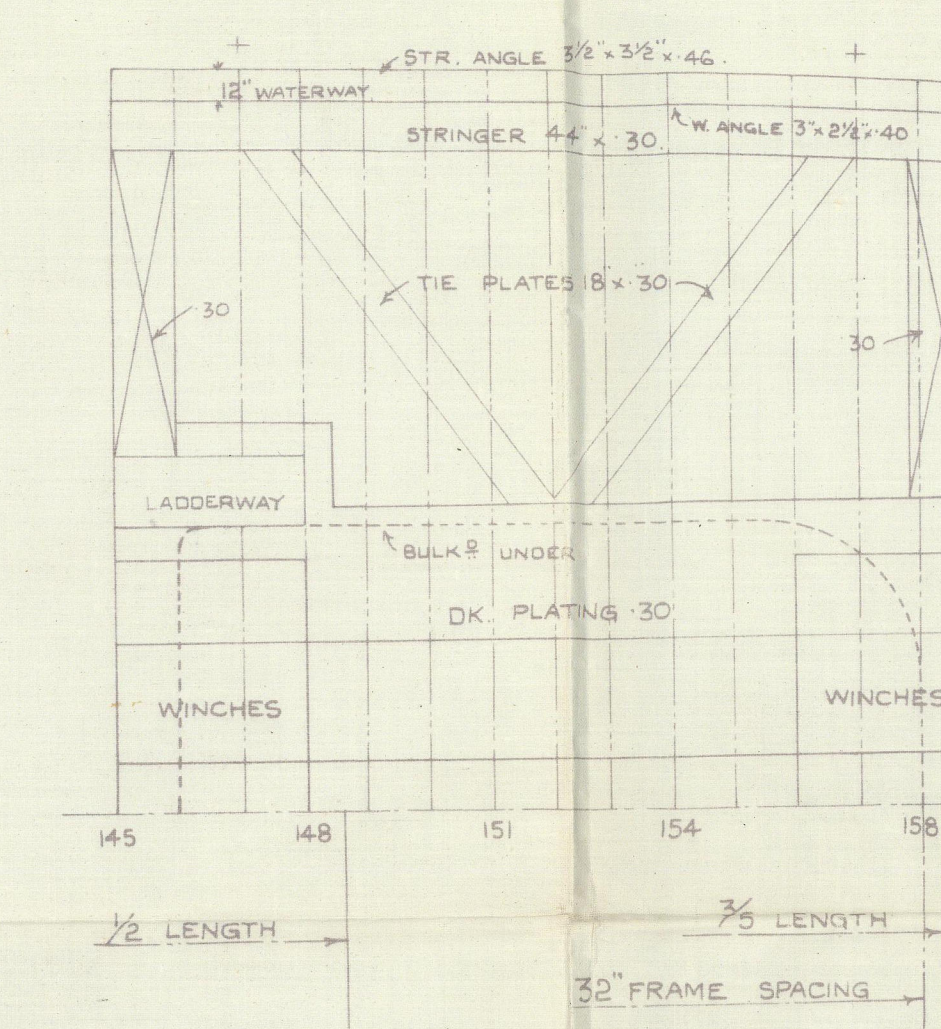 STR. ANGLE 3½" x 3½" x .46.
12" WATERWAY
STRINGER 44" x .30.
W. ANGLE 3" x 2½" x .40
TIE PLATES 18" x .30
.30
30
LADDERWAY
BULKD UNDER
DK. PLATING .30
WINCHES
WINCHES
145
148
151
154
158
1/2 LENGTH
3/5 LENGTH
32" FRAME SPACING